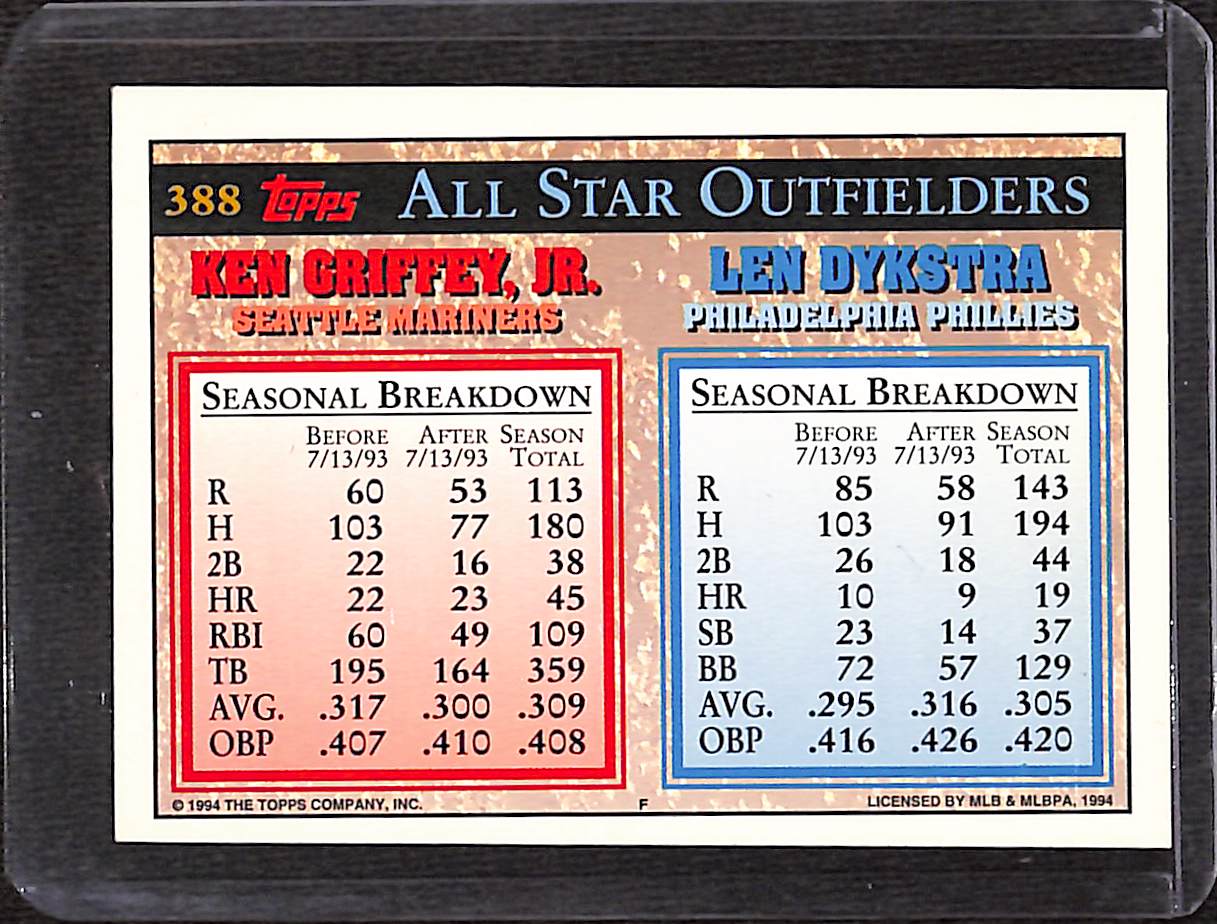 388 Topps ALL STAR OUTFIELDERS
KEN GRIFFEY, JR.
SEATTLE MARINERS
SEASONAL BREAKDOWN
BEFORE AFTER SEASON
7/13/93 7/13/93 TOTAL
R 60 53 113
H 103 77 180
2B 22 16 38
HR 22 23 45
RBI 60 49 109
TB 195 164 359
AVG. .317 .300 .309
OBP .407 .410 .408
LEN DYKSTRA
PHILADELPHIA PHILLIES
SEASONAL BREAKDOWN
BEFORE AFTER SEASON
7/13/93 7/13/93 TOTAL
R 85 58 143
H 103 91 194
2B 26 18 44
HR 10 9 19
SB 23 14 37
BB 72 57 129
AVG. .295 .316 .305
OBP .416 .426 .420
© 1994 THE TOPPS COMPANY, INC. F LICENSED BY MLB & MLBPA, 1994